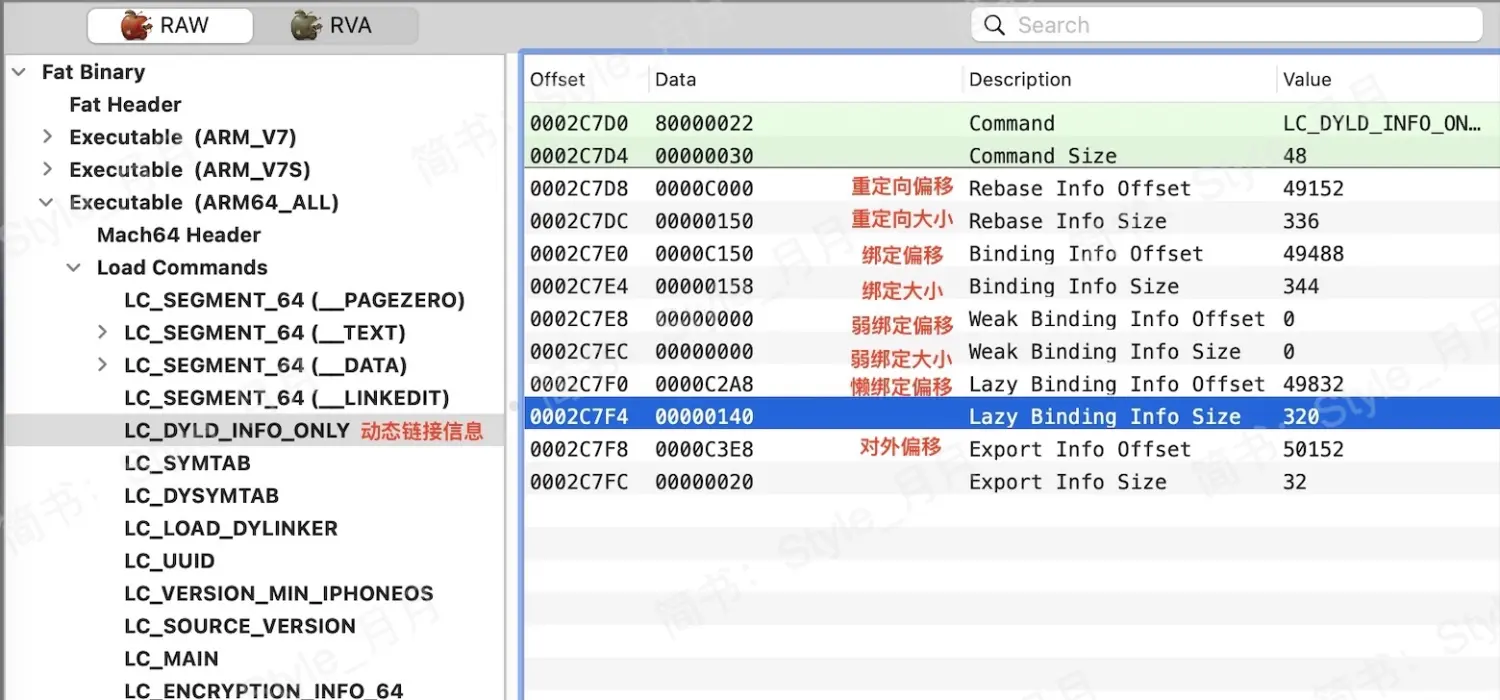 RAW RVA Search
Fat Binary
Fat Header
Executable (ARM_V7)
Executable (ARM_V7S)
Executable (ARM64_ALL)
Mach64 Header
Load Commands
LC_SEGMENT_64 (__PAGEZERO)
LC_SEGMENT_64 (__TEXT)
LC_SEGMENT_64 (__DATA)
LC_SEGMENT_64 (__LINKEDIT)
LC_DYLD_INFO_ONLY 动态链接信息
LC_SYMTAB
LC_DYSYMTAB
LC_LOAD_DYLINKER
LC_UUID
LC_VERSION_MIN_IPHONEOS
LC_SOURCE_VERSION
LC_MAIN
LC_ENCRYPTION_INFO_64
Offset Data Description Value
0002C7D0 80000022 Command LC_DYLD_INFO_ON…
0002C7D4 00000030 Command Size 48
0002C7D8 0000C000 重定向偏移 Rebase Info Offset 49152
0002C7DC 00000150 重定向大小 Rebase Info Size 336
0002C7E0 0000C150 绑定偏移 Binding Info Offset 49488
0002C7E4 00000158 绑定大小 Binding Info Size 344
0002C7E8 00000000 弱绑定偏移 Weak Binding Info Offset 0
0002C7EC 00000000 弱绑定大小 Weak Binding Info Size 0
0002C7F0 0000C2A8 懒绑定偏移 Lazy Binding Info Offset 49832
0002C7F4 00000140 Lazy Binding Info Size 320
0002C7F8 0000C3E8 对外偏移 Export Info Offset 50152
0002C7FC 00000020 Export Info Size 32
简书：Style_月月